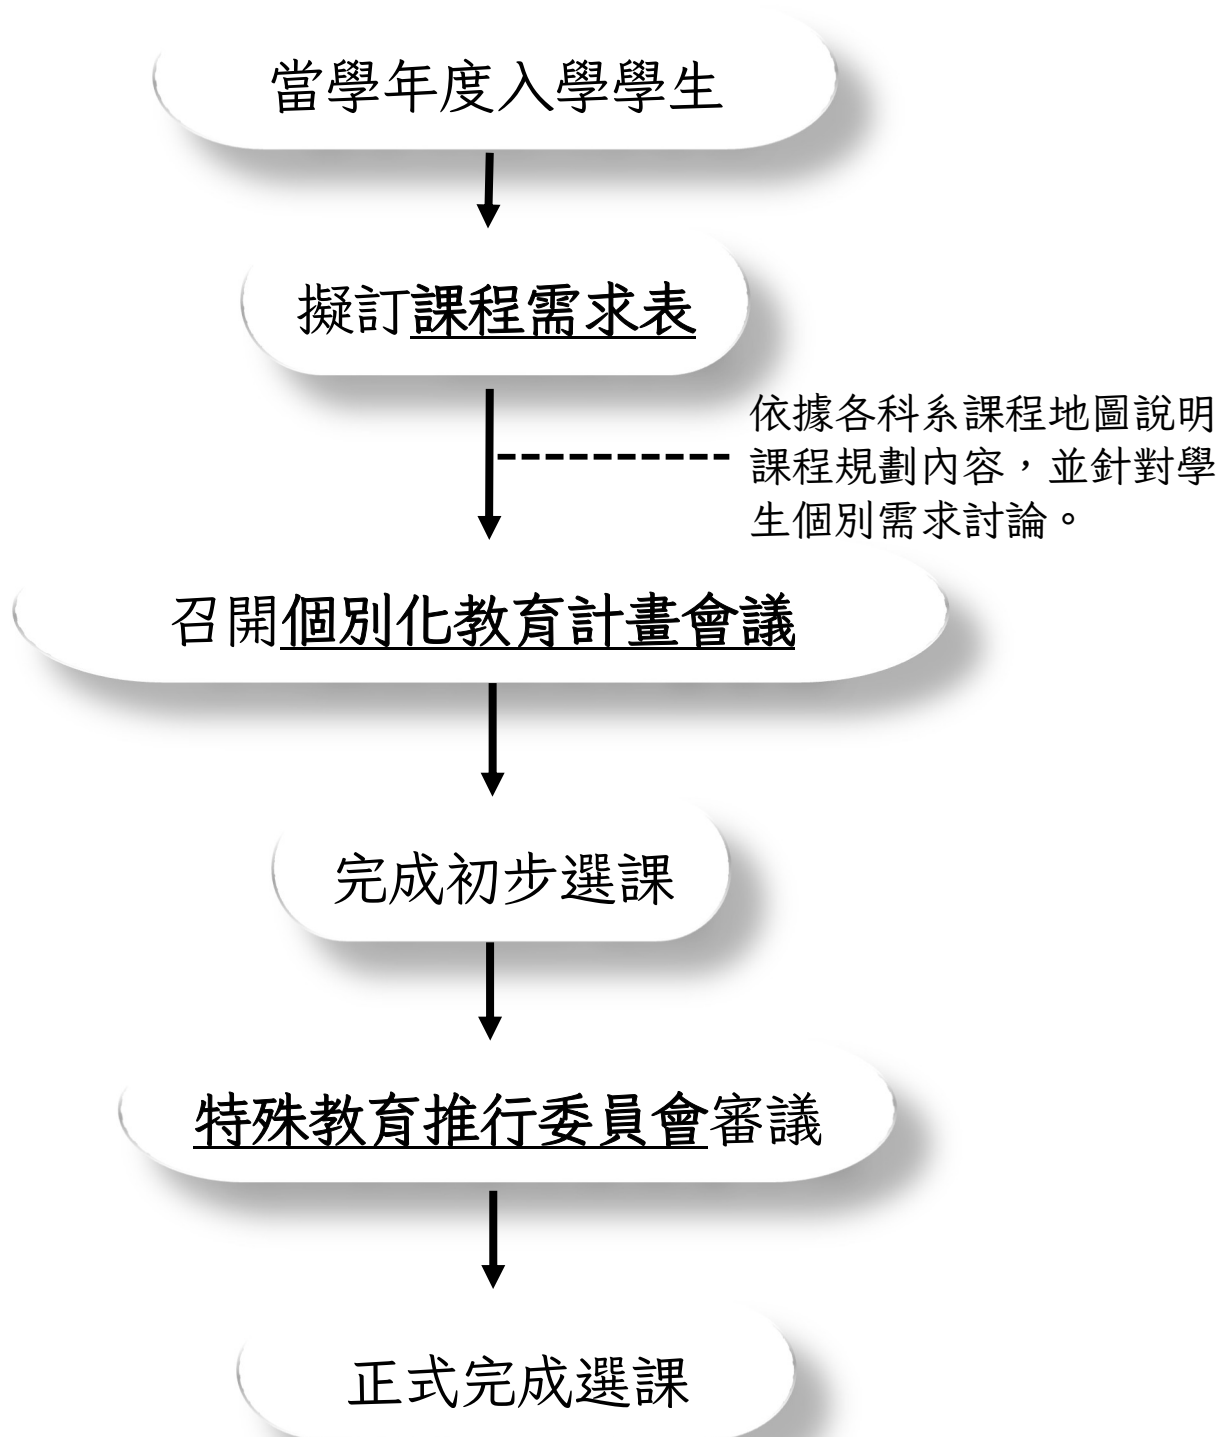 當學年度入學學生
擬訂課程需求表
依據各科系課程地圖說明
課程規劃內容，並針對學
生個別需求討論。
召開個別化教育計畫會議
完成初步選課
特殊教育推行委員會審議
正式完成選課